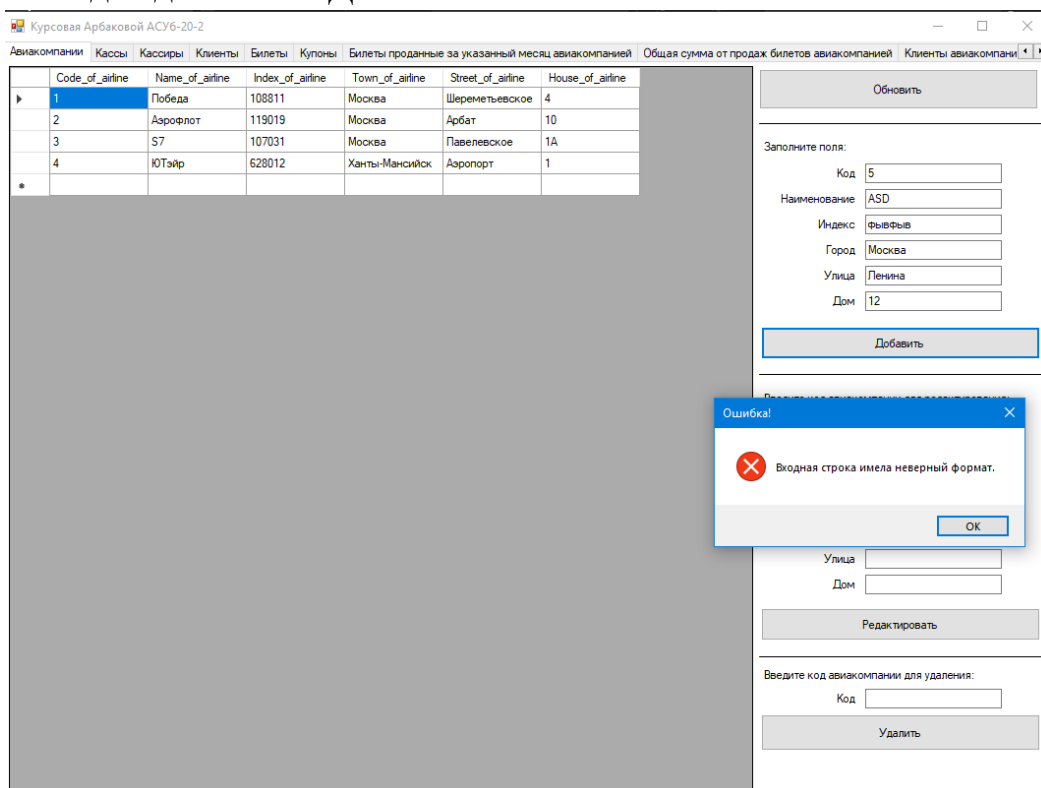 Курсовая Арбаковой АСУб-20-2
Авиакомпании Кассы Кассиры Клиенты Билеты Купоны Билеты проданные за указанный месяц авиакомпанией Общая сумма от продаж билетов авиакомпанией Клиенты авиакомпани
Code_of_airline Name_of_airline Index_of_airline Town_of_airline Street_of_airline House_of_airline
1 Победа 108811 Москва Шереметьевское 4
2 Аэрофлот 119019 Москва Арбат 10
3 S7 107031 Москва Павелевское 1А
4 ЮТэйр 628012 Ханты-Мансийск Аэропорт 1
*
Обновить
Заполните поля:
Код 5
Наименование ASD
Индекс фывфыв
Город Москва
Улица Ленина
Дом 12
Добавить
Ошибка!
Входная строка имела неверный формат.
OK
Улица
Дом
Редактировать
Введите код авиакомпании для удаления:
Код
Удалить